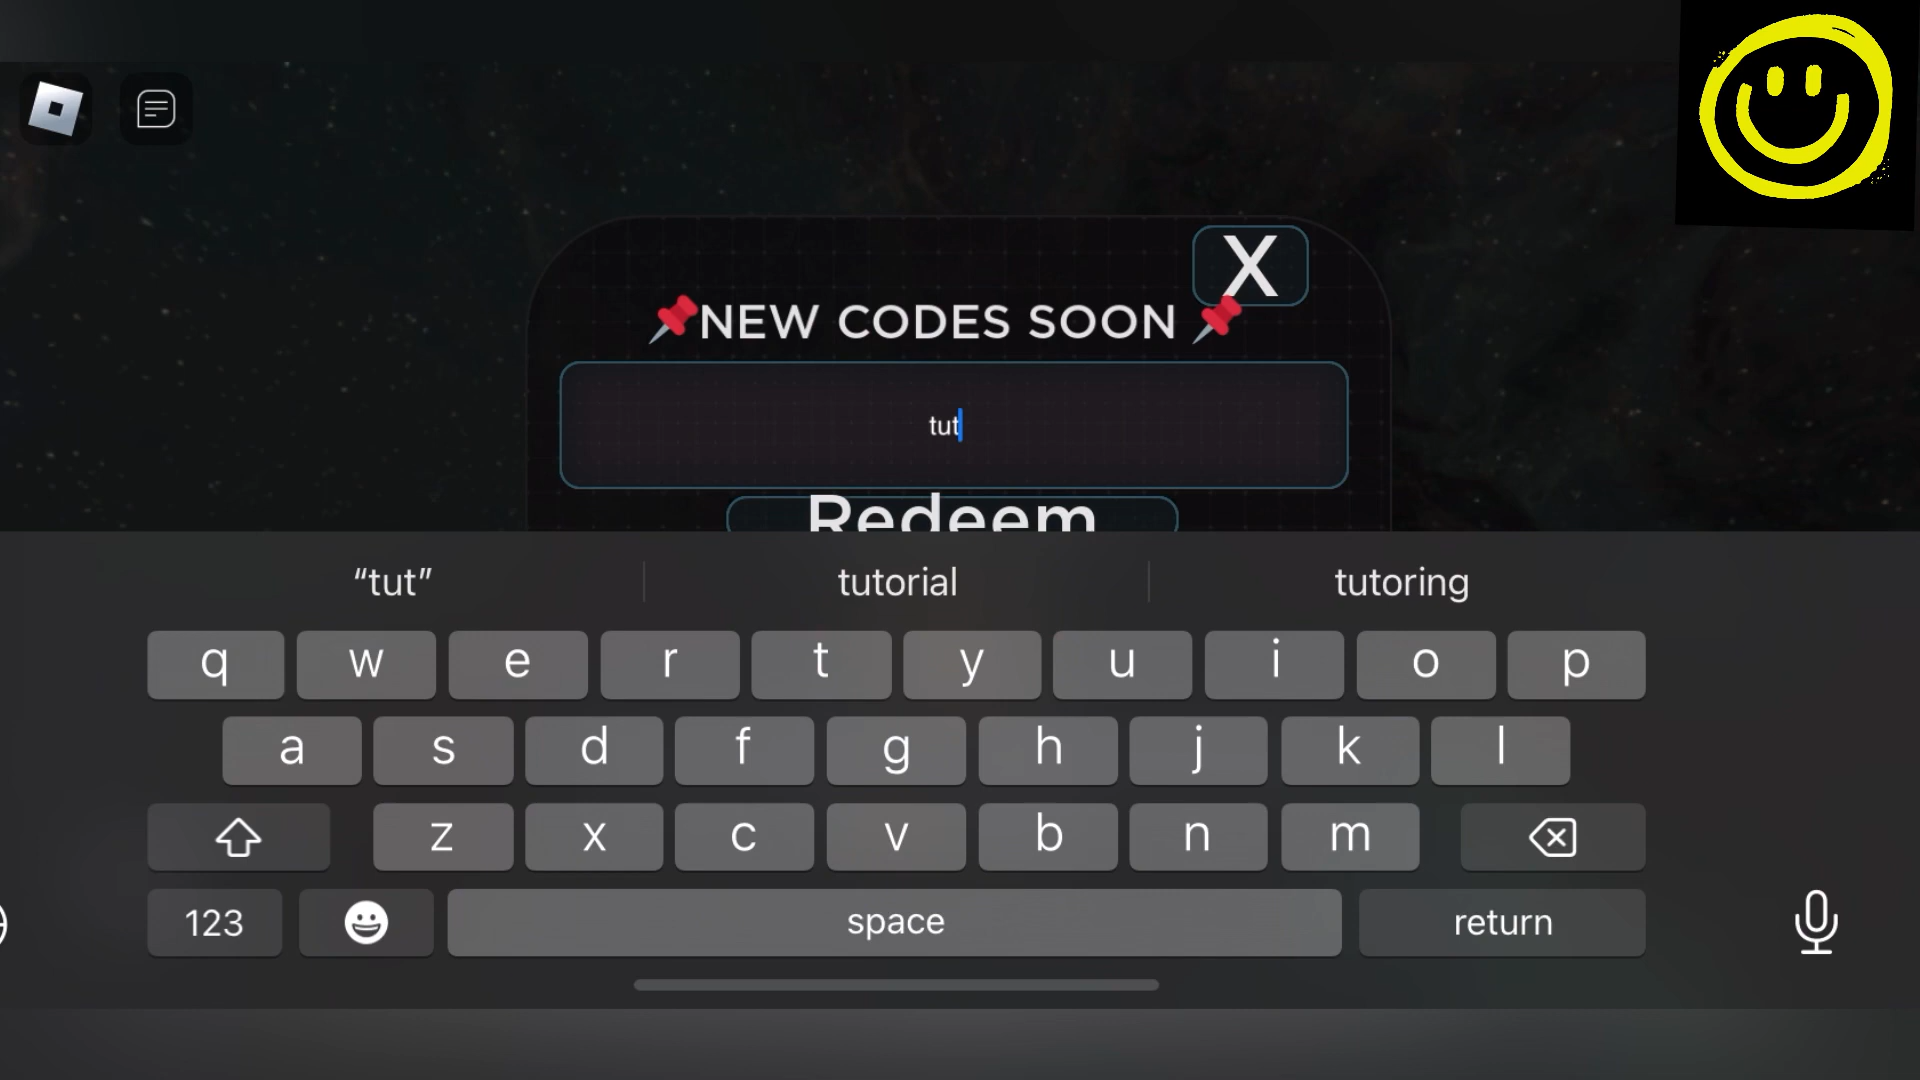 X
📌NEW CODES SOON 📌
tut
Redeem
“tut” tutorial tutoring
q w e r t y u i o p
a s d f g h j k l
z x c v b n m
123 space return